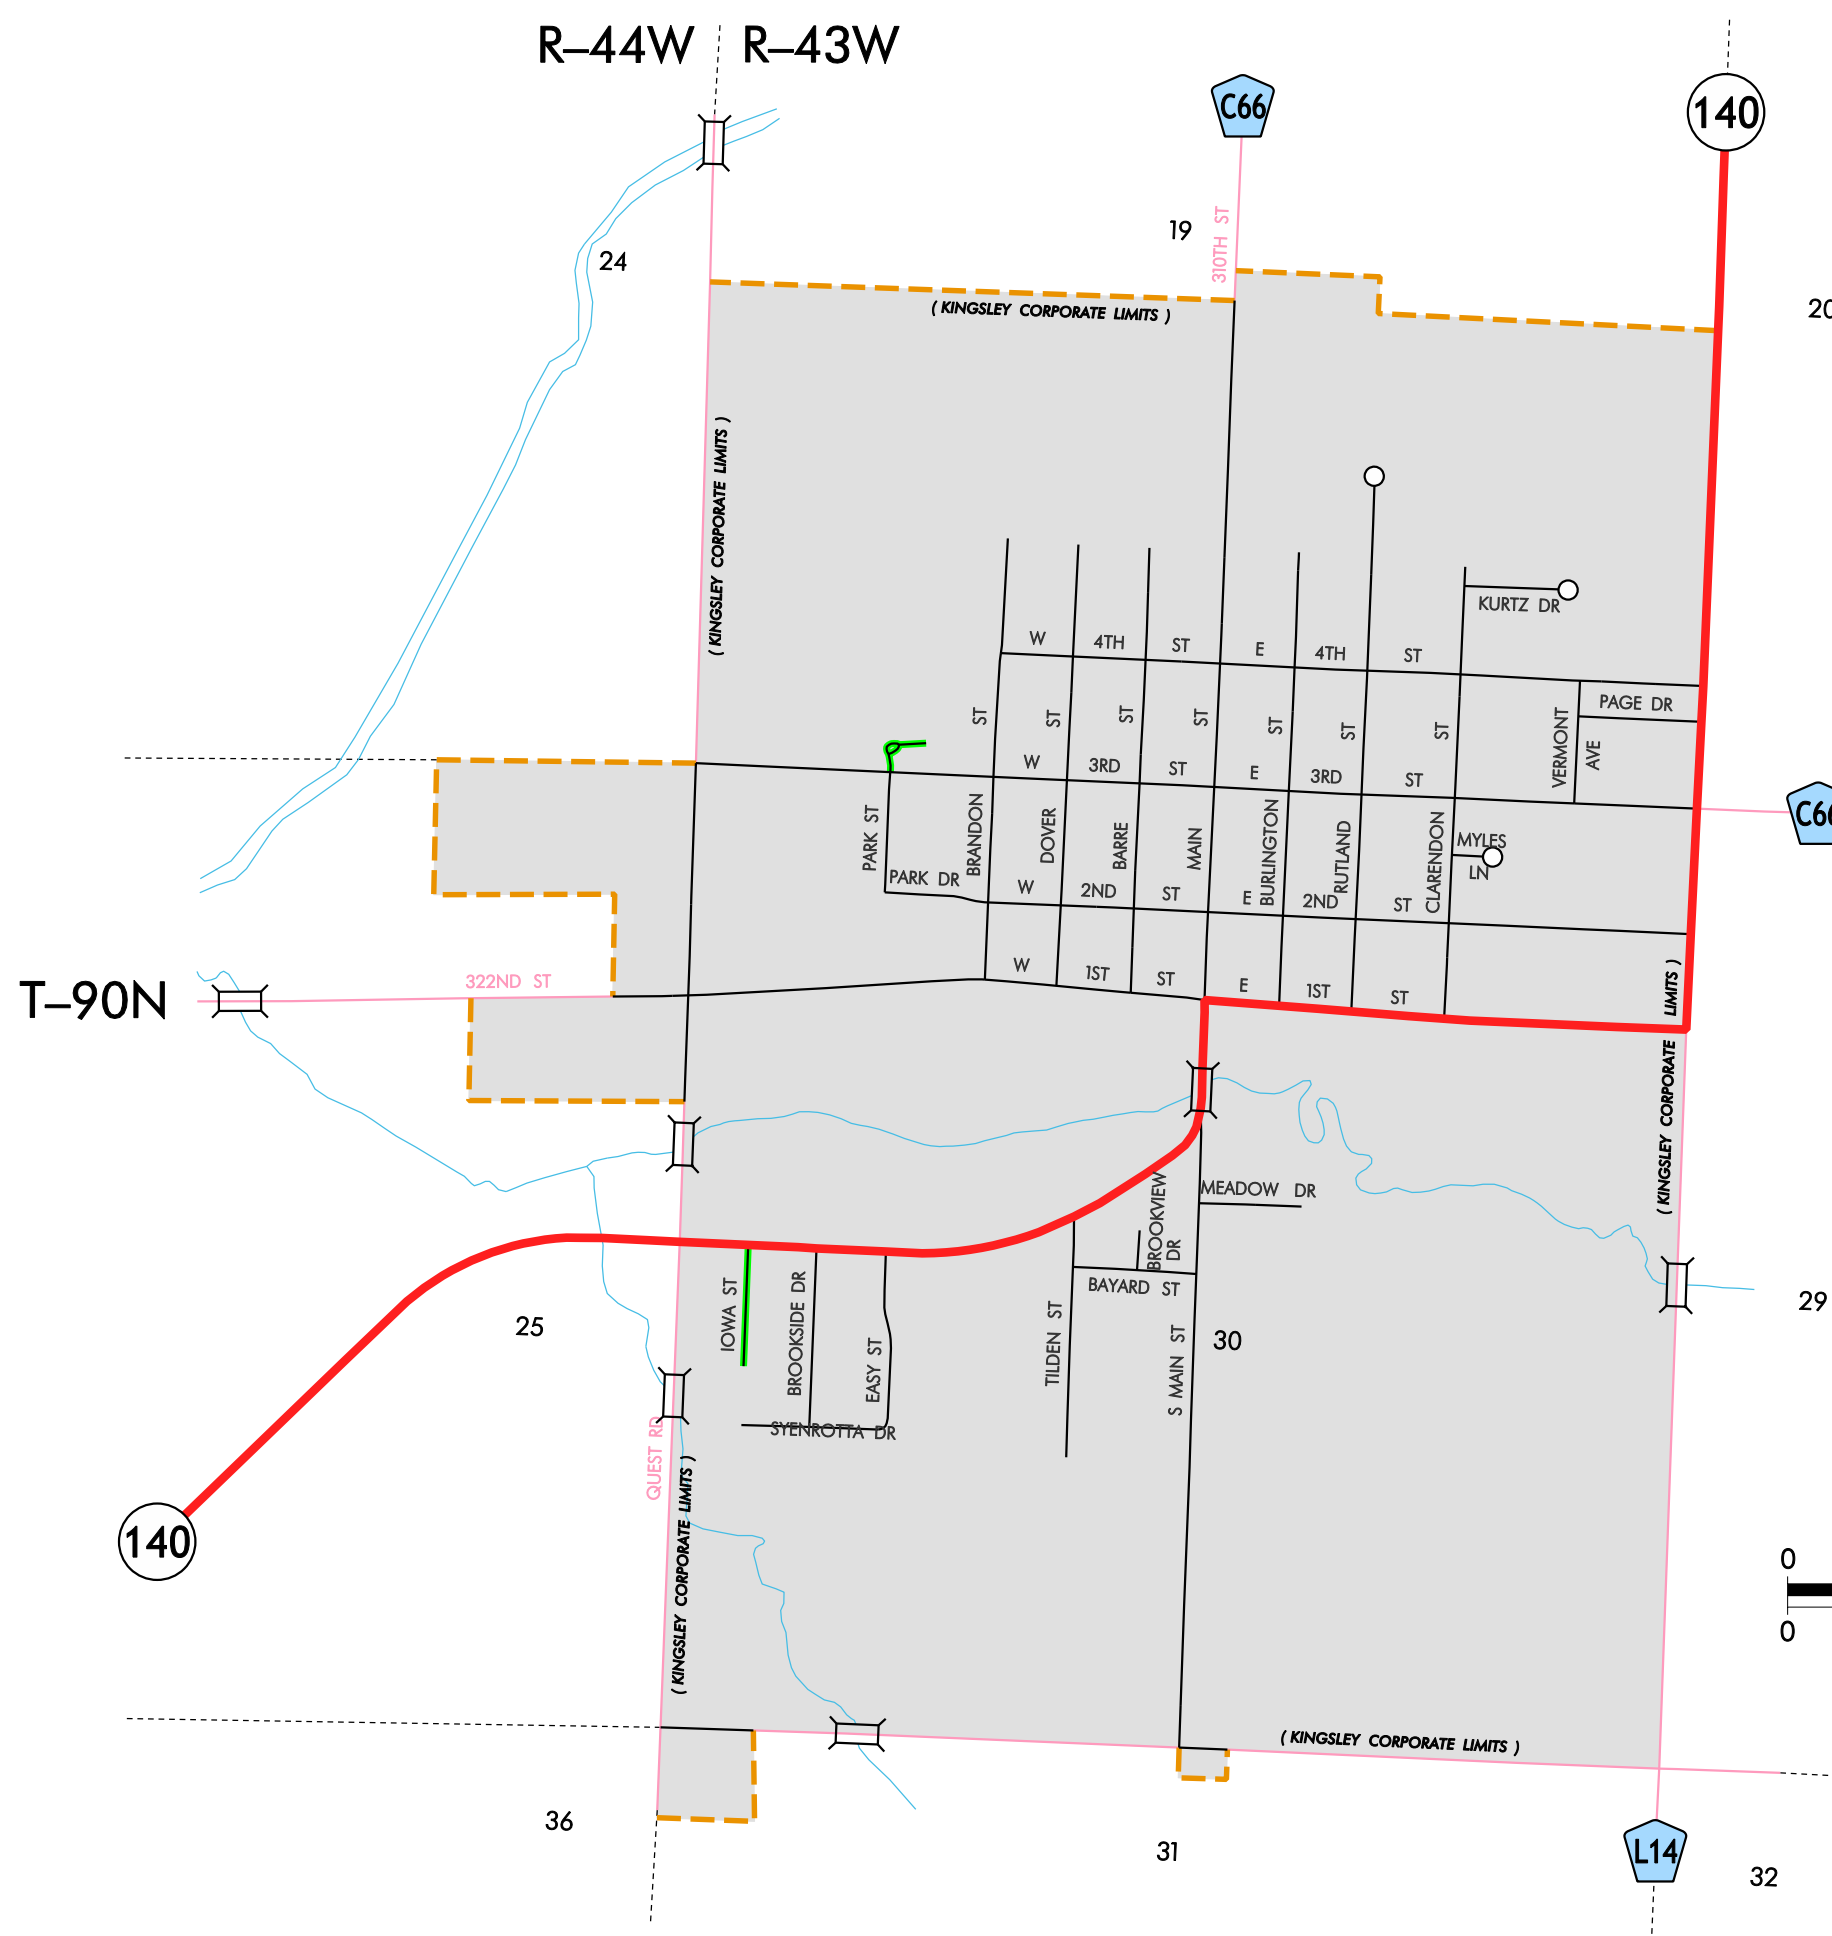 R–44W R–43W
C66
140
19
310TH ST
24
20
( KINGSLEY CORPORATE LIMITS )
( KINGSLEY CORPORATE LIMITS )
KURTZ DR
W 4TH ST E 4TH ST
PAGE DR
ST ST ST ST ST ST ST
VERMONT AVE
W 3RD ST E 3RD ST
C66
PARK ST
BRANDON
DOVER
BARRE
MAIN
BURLINGTON
RUTLAND
CLARENDON
MYLES
LN
PARK DR
W 2ND ST E 2ND ST
W 1ST ST E 1ST ST
322ND ST
T–90N
( KINGSLEY CORPORATE LIMITS )
MEADOW DR
BROOKVIEW
DR
BAYARD ST
IOWA ST
BROOKSIDE DR
EASY ST
TILDEN ST
S MAIN ST
25
30
29
SYENROTTA DR
QUEST RD
( KINGSLEY CORPORATE LIMITS )
140
0
0
( KINGSLEY CORPORATE LIMITS )
36
31
L14
32